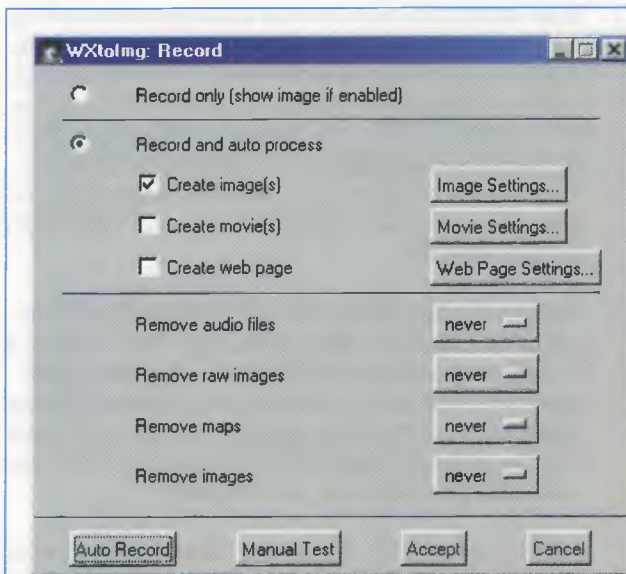 WXtoImg: Record
Record only (show image if enabled)
Record and auto process
Create image(s) Image Settings...
Create movie(s) Movie Settings...
Create web page Web Page Settings...
Remove audio files never
Remove raw images never
Remove maps never
Remove images never
Auto Record Manual Test Accept Cancel